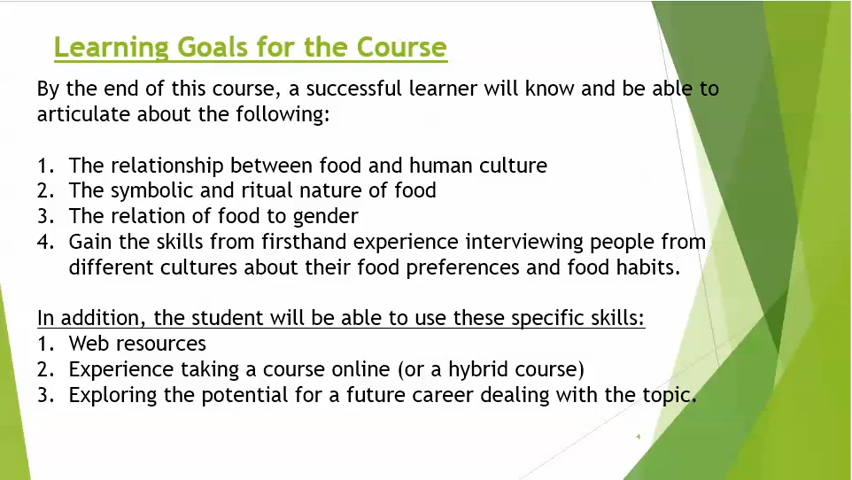 Learning Goals for the Course
By the end of this course, a successful learner will know and be able to
articulate about the following:
1. The relationship between food and human culture
2. The symbolic and ritual nature of food
3. The relation of food to gender
4. Gain the skills from firsthand experience interviewing people from
different cultures about their food preferences and food habits.
In addition, the student will be able to use these specific skills:
1. Web resources
2. Experience taking a course online (or a hybrid course)
3. Exploring the potential for a future career dealing with the topic.
4